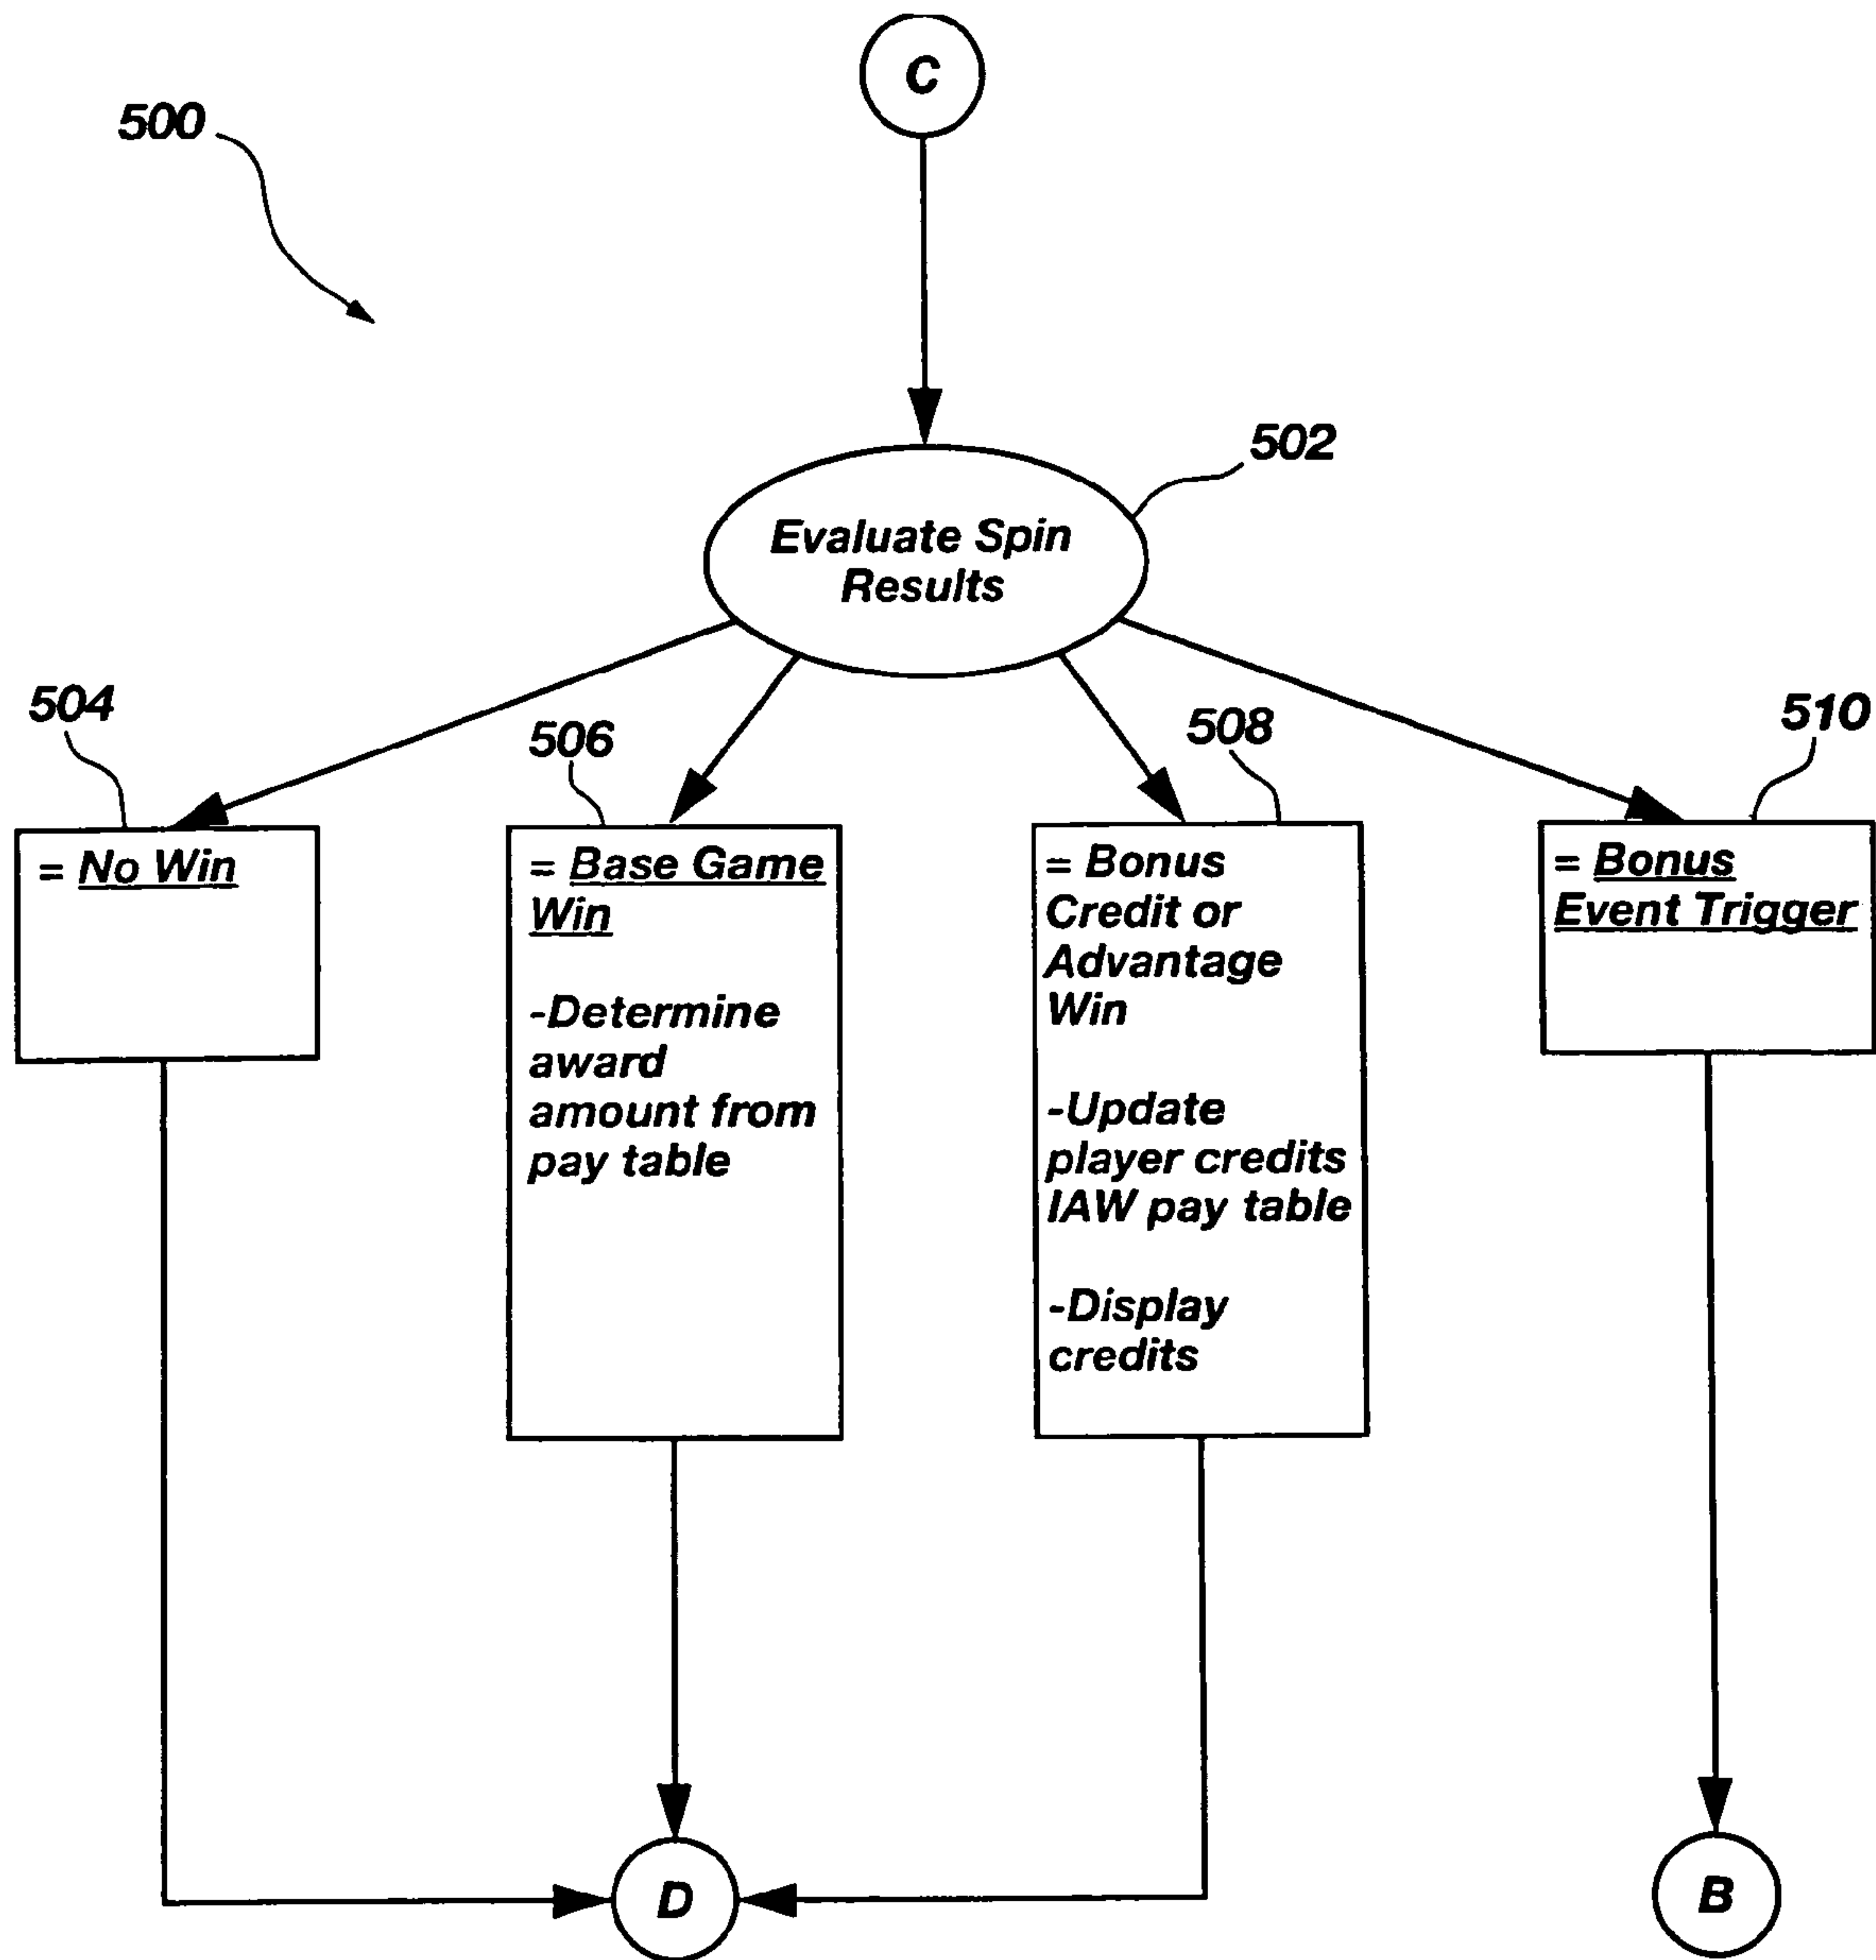 C
500
502
Evaluate Spin
Results
504
506
508
510
= No Win
= Base Game
Win
-Determine
award
amount from
pay table
= Bonus
Credit or
Advantage
Win
-Update
player credits
IAW pay table
-Display
credits
= Bonus
Event Trigger
D
B